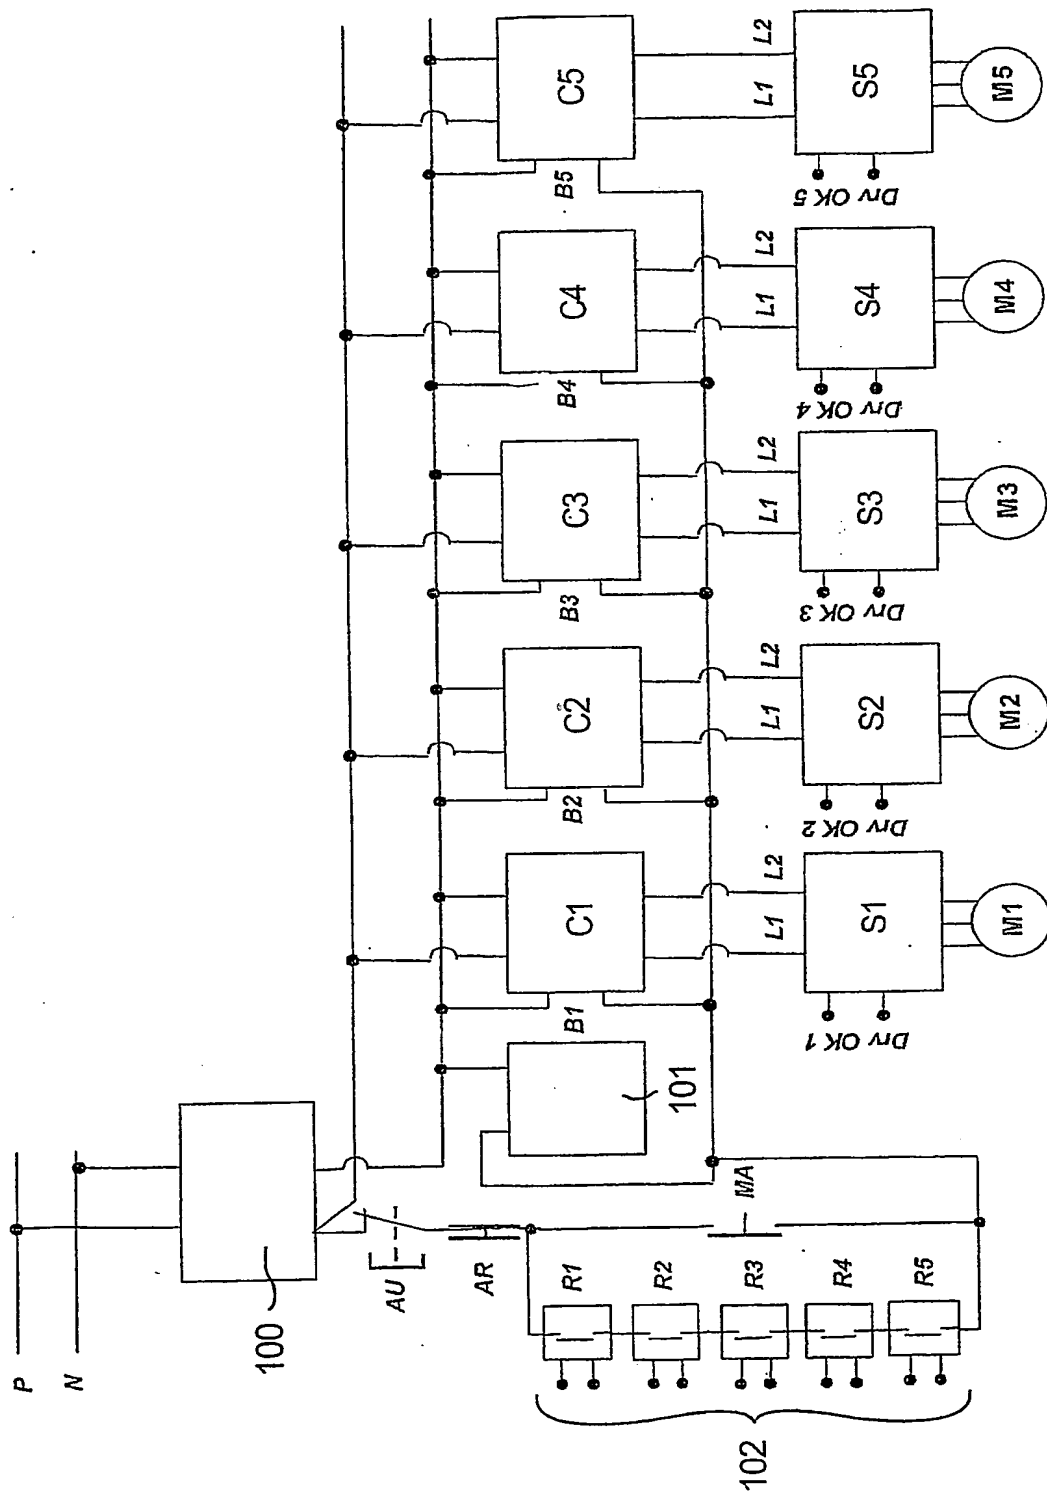 P
N
100
AU
AR
MA
R1
R2
R3
R4
R5
102
101
B1
B2
B3
B4
B5
C1
C2
C3
C4
C5
L1
L2
L1
L2
L1
L2
L1
L2
L1
L2
S1
S2
S3
S4
S5
Drv OK 1
Drv OK 2
Drv OK 3
Drv OK 4
Drv OK 5
M1
M2
M3
M4
M5